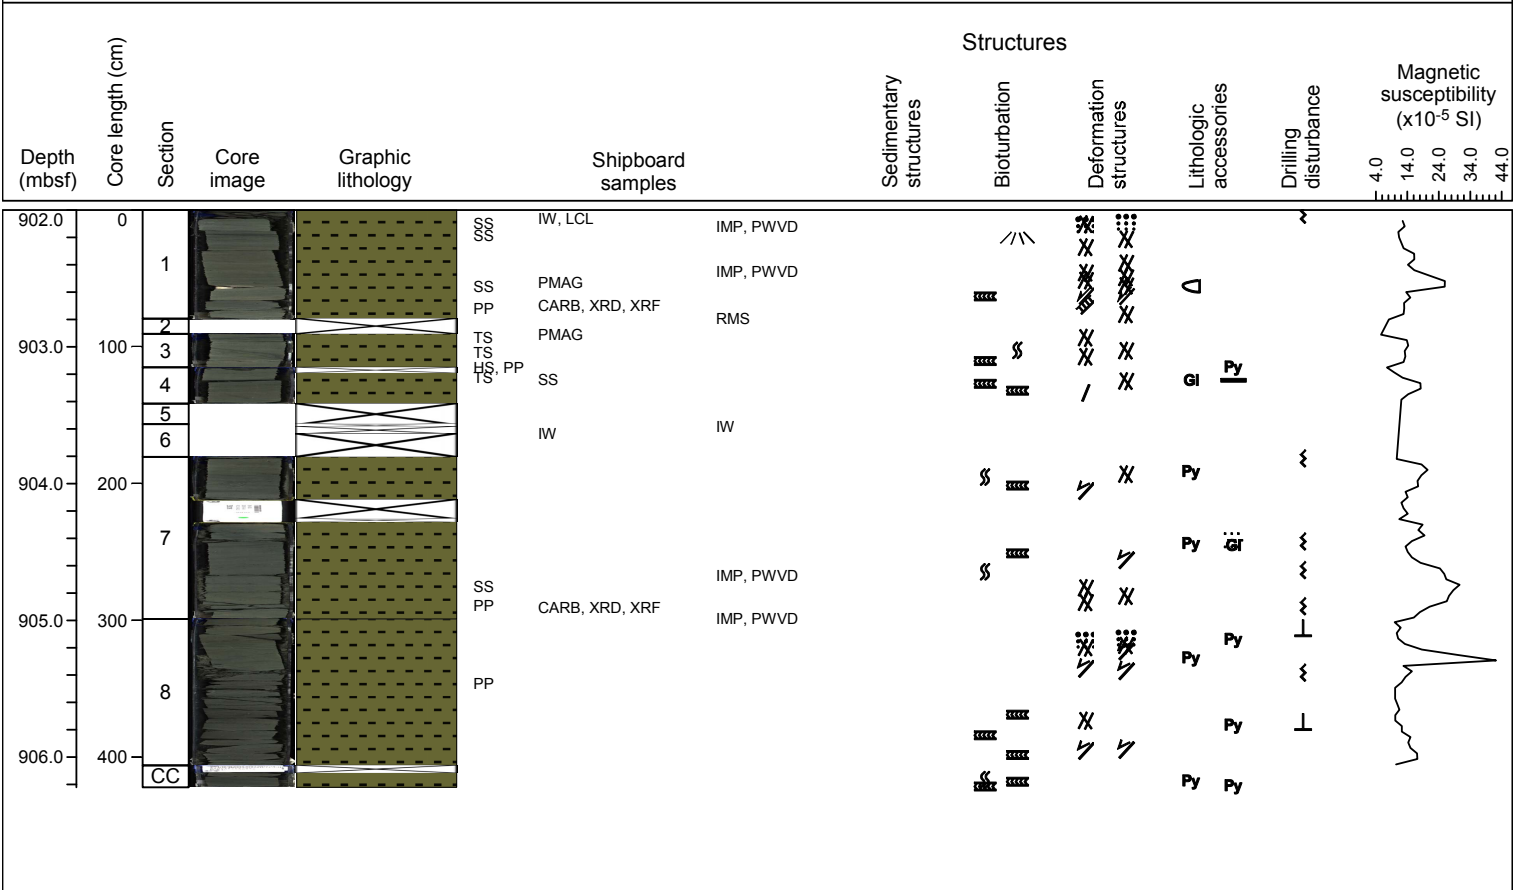 Structures
Depth (mbsf)
Core length (cm)
Section
Core image
Graphic lithology
Shipboard samples
Sedimentary structures
Bioturbation
Deformation structures
Lithologic accessories
Drilling disturbance
Magnetic susceptibility (x10-5 SI)
4.0 14.0 24.0 34.0 44.0
902.0 0 SS IW, LCL IMP, PWVD
SS
1 IMP, PWVD
SS PMAG
PP CARB, XRD, XRF
2 RMS
TS PMAG
903.0 100 3 TS
HS, PP Py
4 TS SS Gl
5
6 IW IW
904.0 200 Py
7 Py Gl
SS IMP, PWVD
PP CARB, XRD, XRF
905.0 300 IMP, PWVD
Py
Py
8 PP
Py
906.0 400
CC Py Py